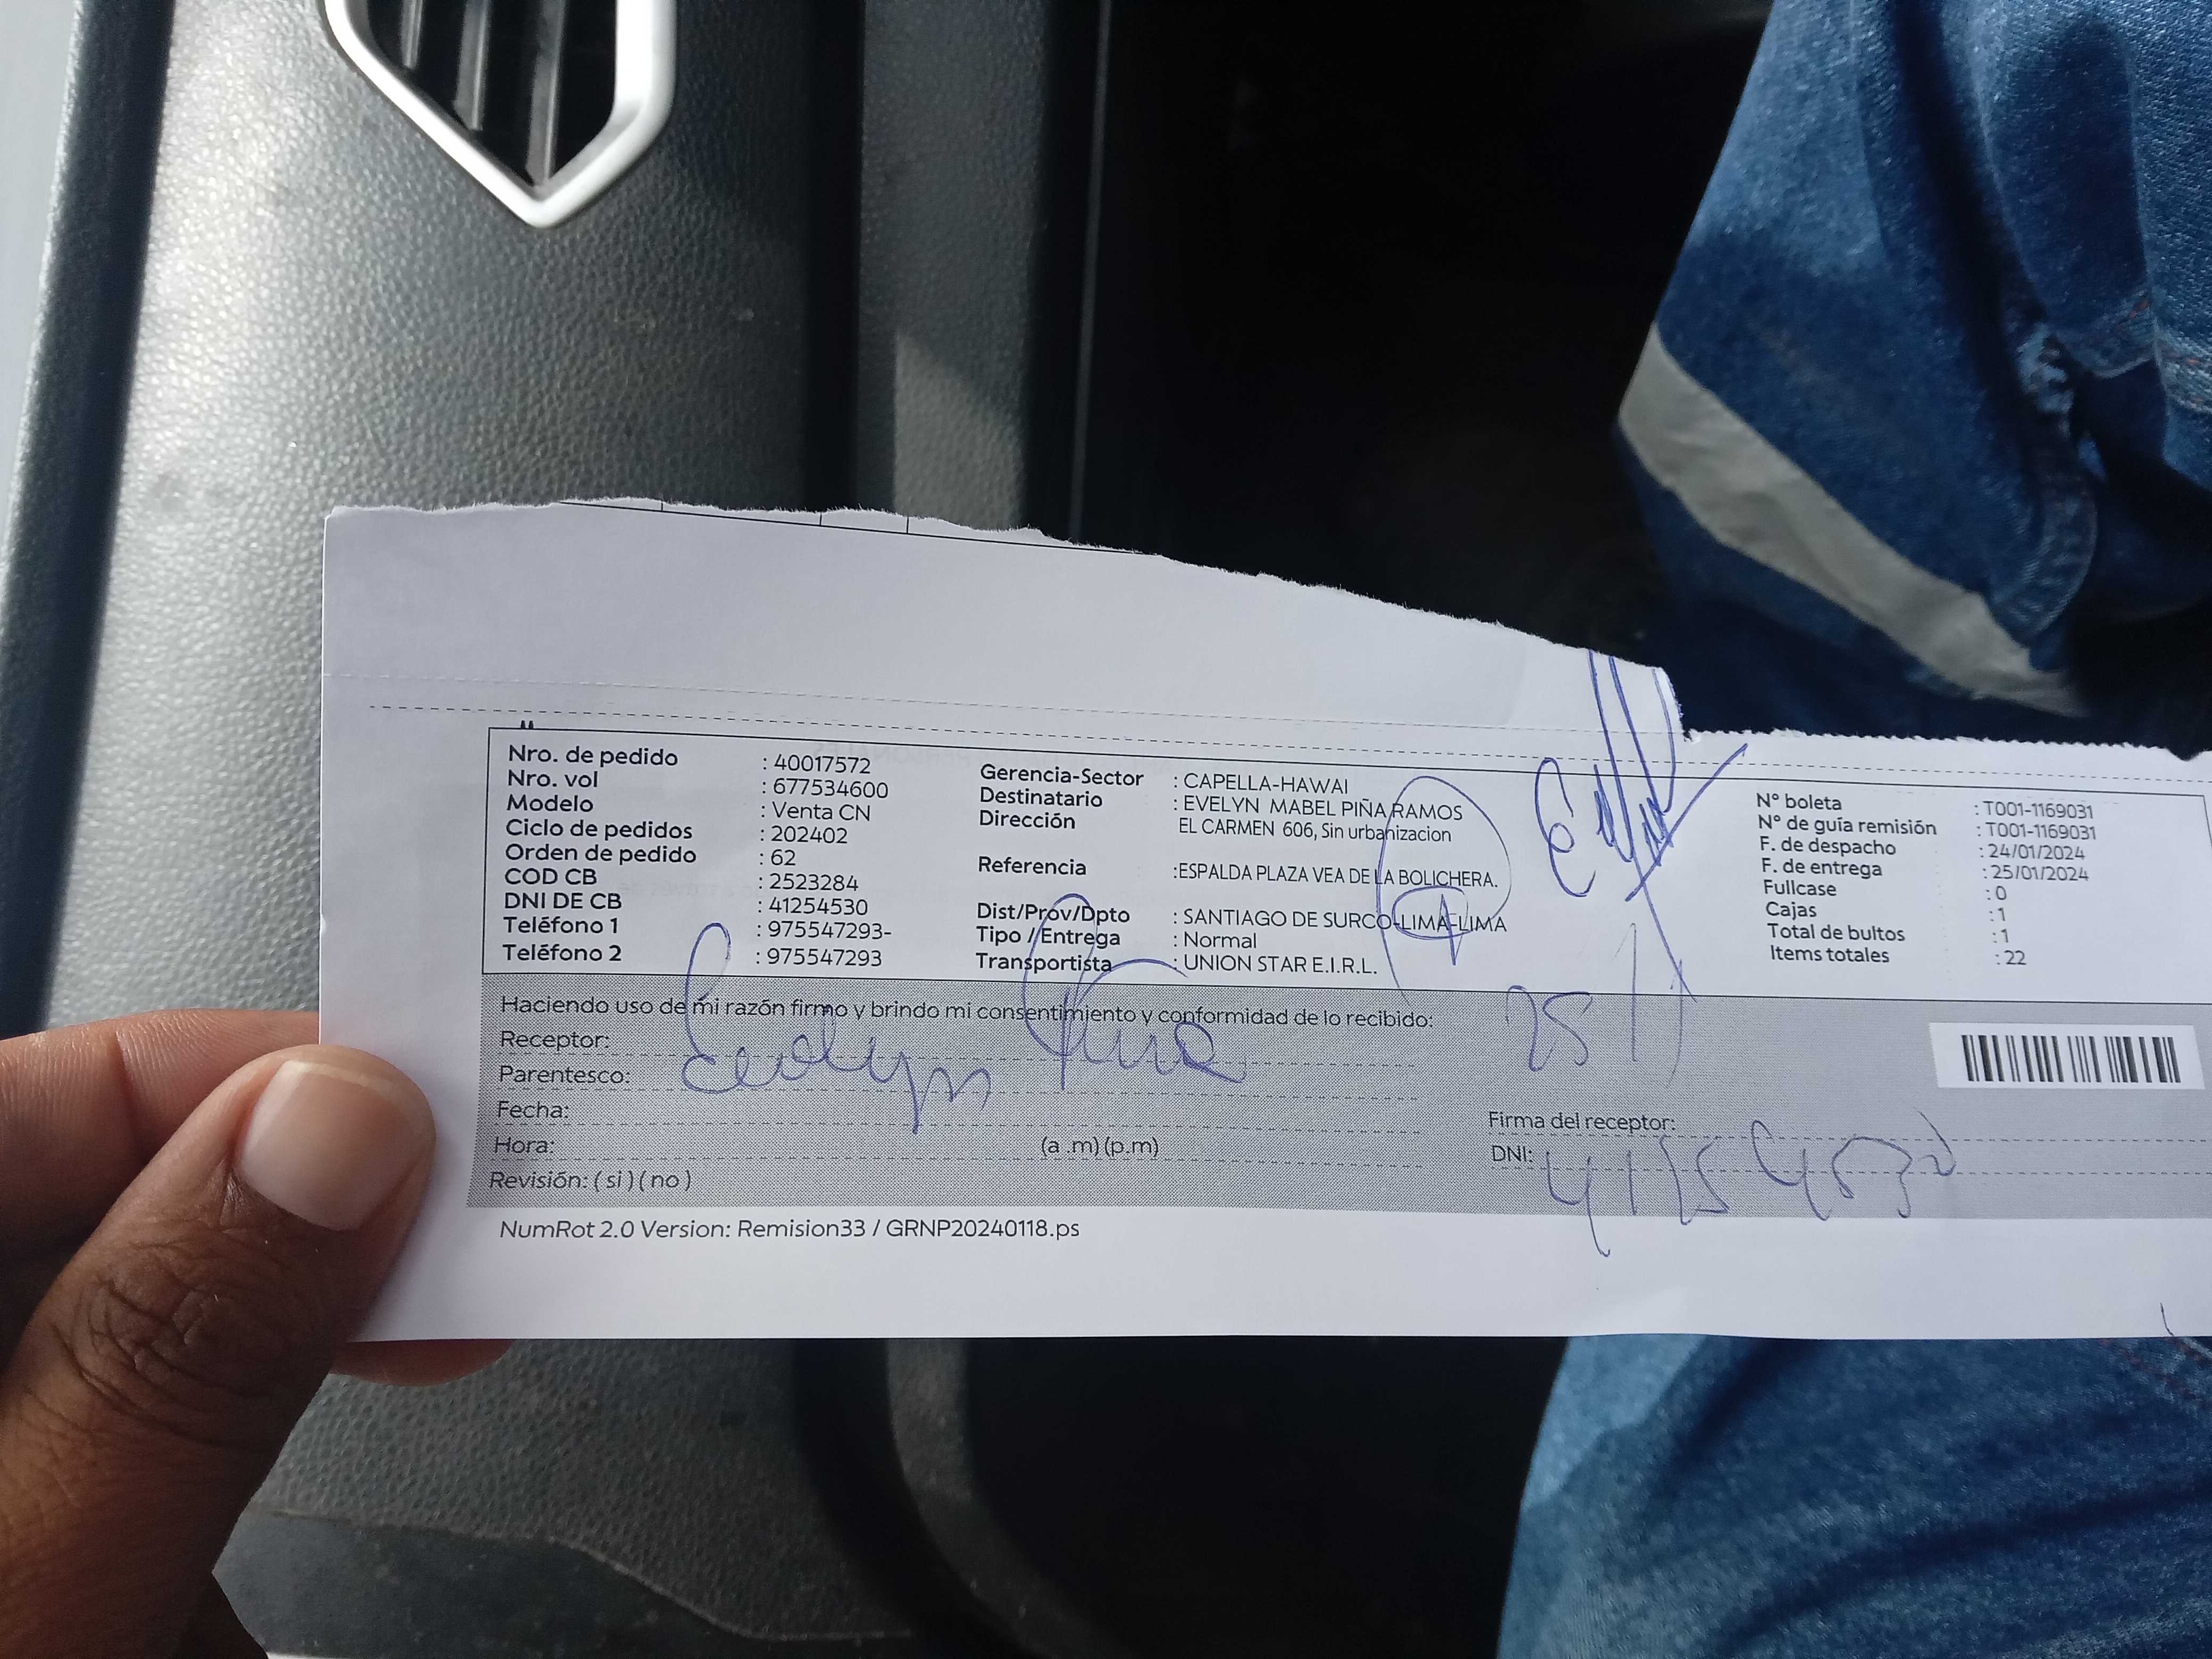 Nro. de pedido : 40017572
Nro. vol : 677534600
Modelo : Venta CN
Ciclo de pedidos : 202402
Orden de pedido : 62
COD CB : 2523284
DNI DE CB : 41254530
Teléfono 1 : 975547293-
Teléfono 2 : 975547293
Gerencia-Sector : CAPELLA-HAWAI
Destinatario : EVELYN MABEL PIÑA RAMOS
Dirección EL CARMEN 606, Sin urbanizacion
Referencia :ESPALDA PLAZA VEA DE LA BOLICHERA.
Dist/Prov/Dpto : SANTIAGO DE SURCO-LIMA-LIMA
Tipo / Entrega : Normal
Transportista : UNION STAR E.I.R.L.
N° boleta : T001-1169031
N° de guía remisión : T001-1169031
F. de despacho : 24/01/2024
F. de entrega : 25/01/2024
Fullcase : 0
Cajas : 1
Total de bultos : 1
Items totales : 22
Haciendo uso de mi razón firmo y brindo mi consentimiento y conformidad de lo recibido:
Receptor: Evelyn Piña
Parentesco:
Fecha:
Hora: (a .m) (p.m)
Revisión: ( si ) ( no )
25
Firma del receptor:
DNI: 41254530
NumRot 2.0 Version: Remision33 / GRNP20240118.ps